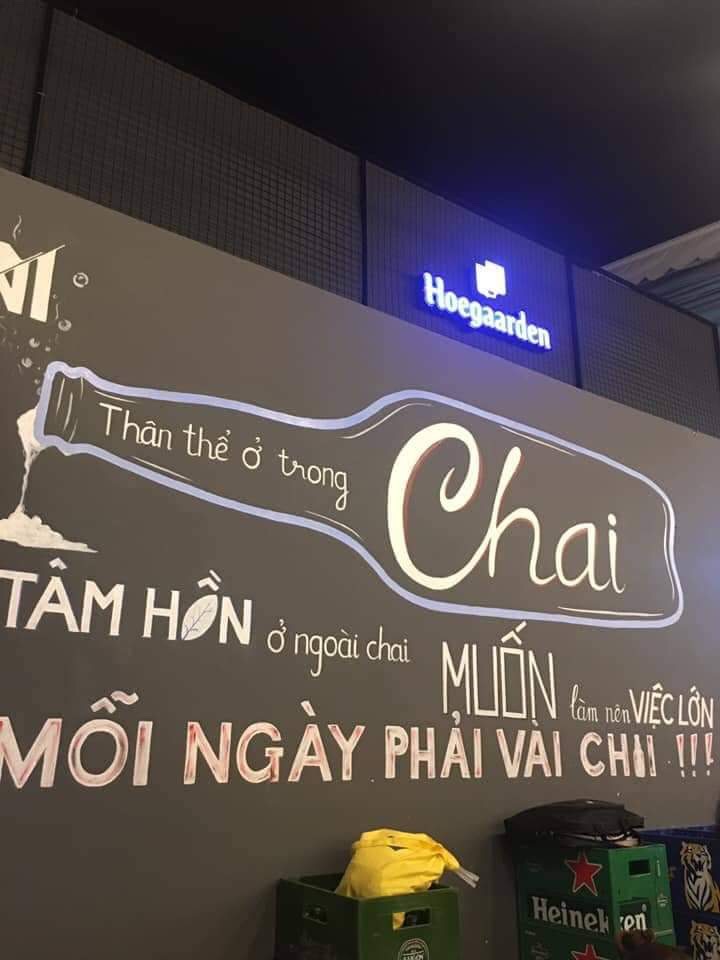 Hoegaarden
Thân thể ở trong Chai
TÂM HỒN ở ngoài chai
MUỐN làm nên VIỆC LỚN
MỖI NGÀY PHẢI VÀI CHAI !!!
Heineken
SAIGON